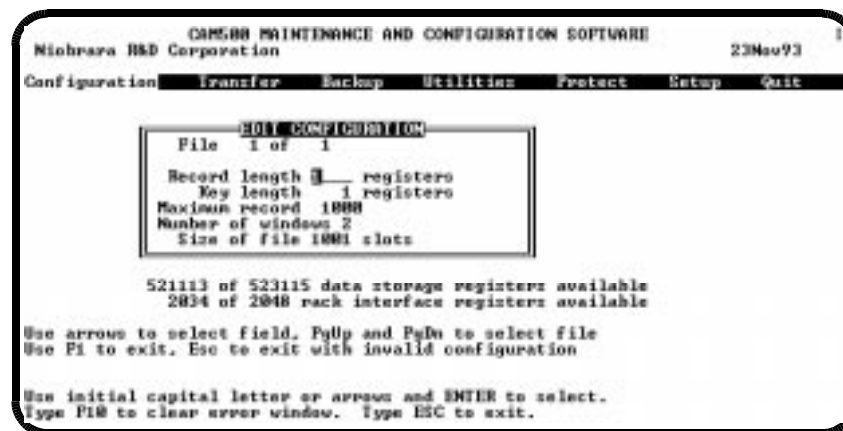 CAM500 MAINTENANCE AND CONFIGURATION SOFTWARE
Niobrara R&D Corporation 23Nov93
Configuration Transfer Backup Utilities Protect Setup Quit
EDIT CONFIGURATION
File 1 of 1
Record length ___ registers
Key length 1 registers
Maximum record 1000
Number of windows 2
Size of file 1001 slots
521113 of 523115 data storage registers available
2034 of 2048 rack interface registers available
Use arrows to select field, PgUp and PgDn to select file
Use F1 to exit, Esc to exit with invalid configuration
Use initial capital letter or arrows and ENTER to select.
Type F10 to clear error window. Type ESC to exit.